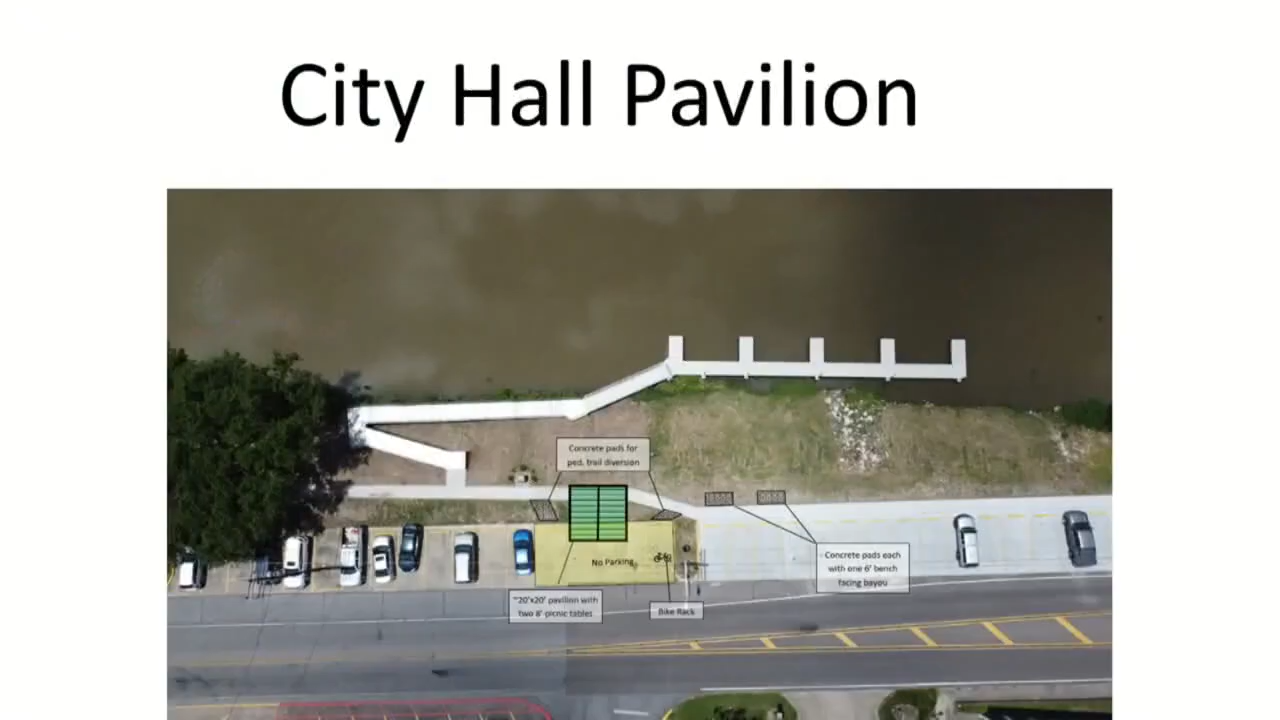 City Hall Pavilion
Concrete pads for
ped. trail diversion
No Parking
Concrete pads each
with one 6' bench
facing bayou
~20'x20' pavilion with
two 8' picnic tables
Bike Rack